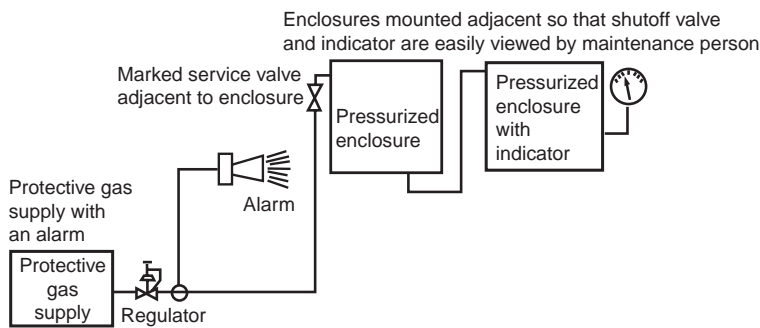 Enclosures mounted adjacent so that shutoff valve
and indicator are easily viewed by maintenance person
Marked service valve
adjacent to enclosure
Pressurized
enclosure
Pressurized
enclosure
with
indicator
Alarm
Protective gas
supply with
an alarm
Protective
gas
supply
Regulator